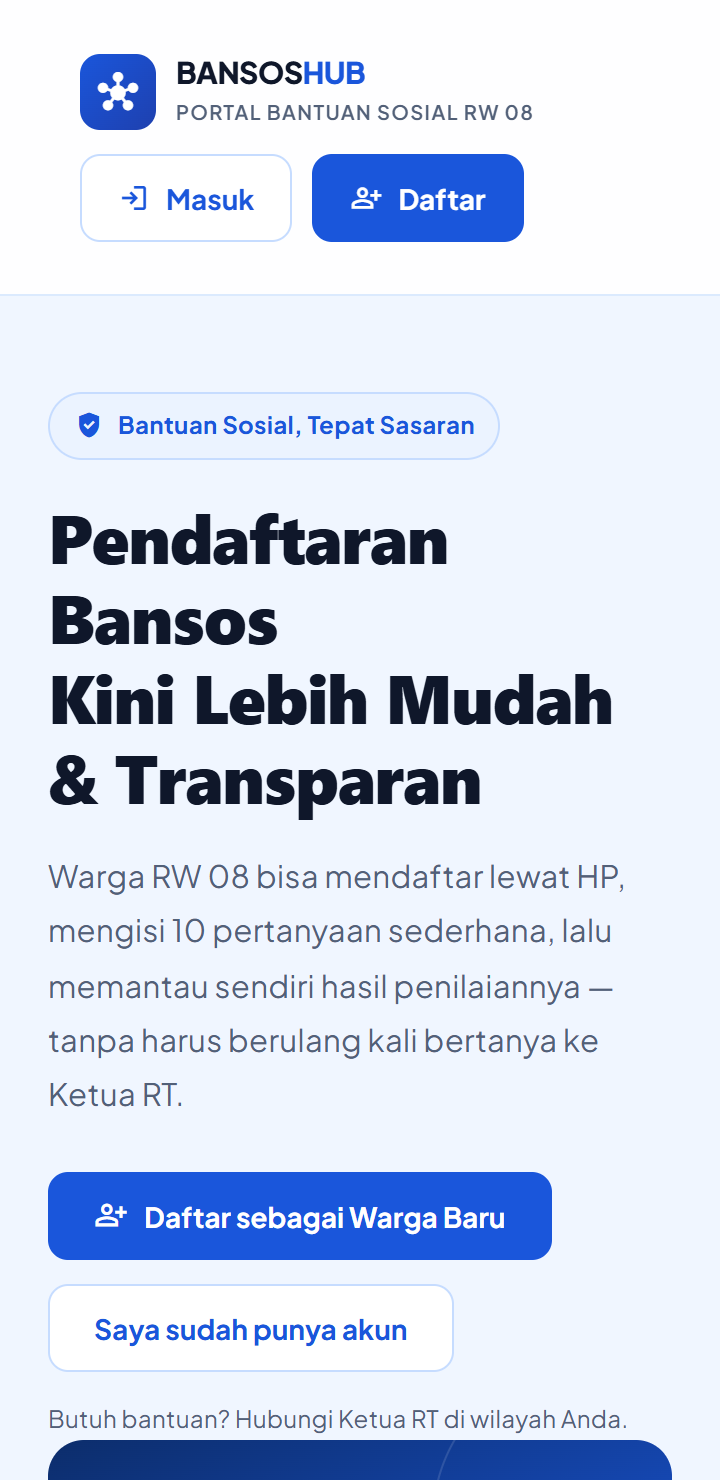 BANSOSHUB
PORTAL BANTUAN SOSIAL RW 08
Masuk
Daftar
Bantuan Sosial, Tepat Sasaran
Pendaftaran
Bansos
Kini Lebih Mudah
& Transparan
Warga RW 08 bisa mendaftar lewat HP,
mengisi 10 pertanyaan sederhana, lalu
memantau sendiri hasil penilaiannya —
tanpa harus berulang kali bertanya ke
Ketua RT.
Daftar sebagai Warga Baru
Saya sudah punya akun
Butuh bantuan? Hubungi Ketua RT di wilayah Anda.